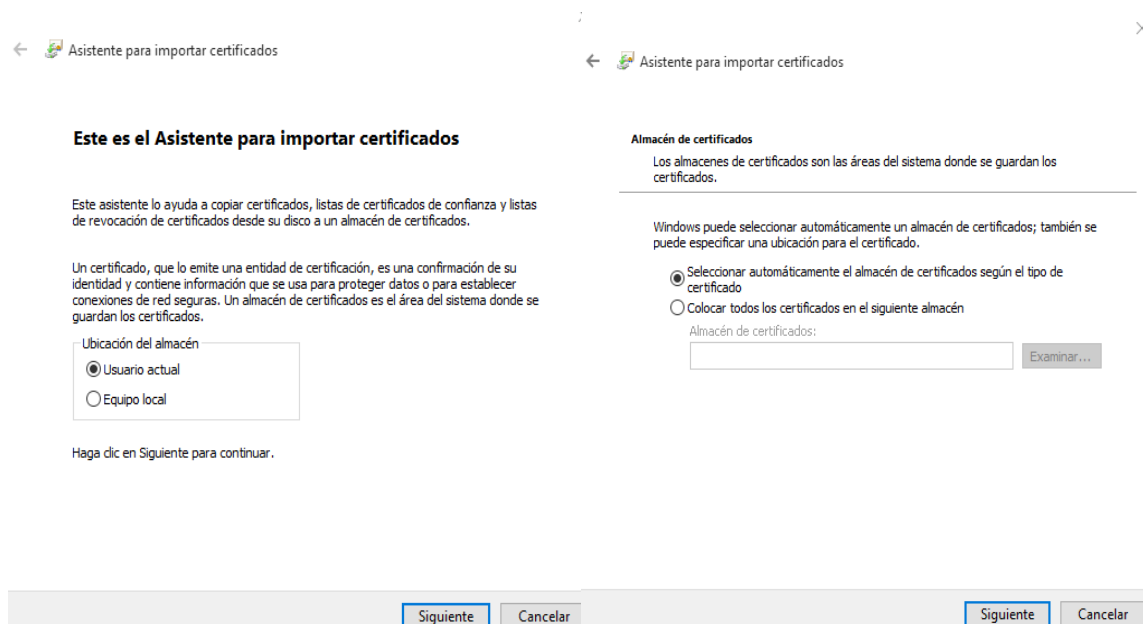 Asistente para importar certificados
Este es el Asistente para importar certificados
Este asistente lo ayuda a copiar certificados, listas de certificados de confianza y listas
de revocación de certificados desde su disco a un almacén de certificados.
Un certificado, que lo emite una entidad de certificación, es una confirmación de su
identidad y contiene información que se usa para proteger datos o para establecer
conexiones de red seguras. Un almacén de certificados es el área del sistema donde se
guardan los certificados.
Ubicación del almacén
Usuario actual
Equipo local
Haga clic en Siguiente para continuar.
Siguiente
Cancelar
Asistente para importar certificados
Almacén de certificados
Los almacenes de certificados son las áreas del sistema donde se guardan los
certificados.
Windows puede seleccionar automáticamente un almacén de certificados; también se
puede especificar una ubicación para el certificado.
Seleccionar automáticamente el almacén de certificados según el tipo de
certificado
Colocar todos los certificados en el siguiente almacén
Almacén de certificados:
Examinar...
Siguiente
Cancelar